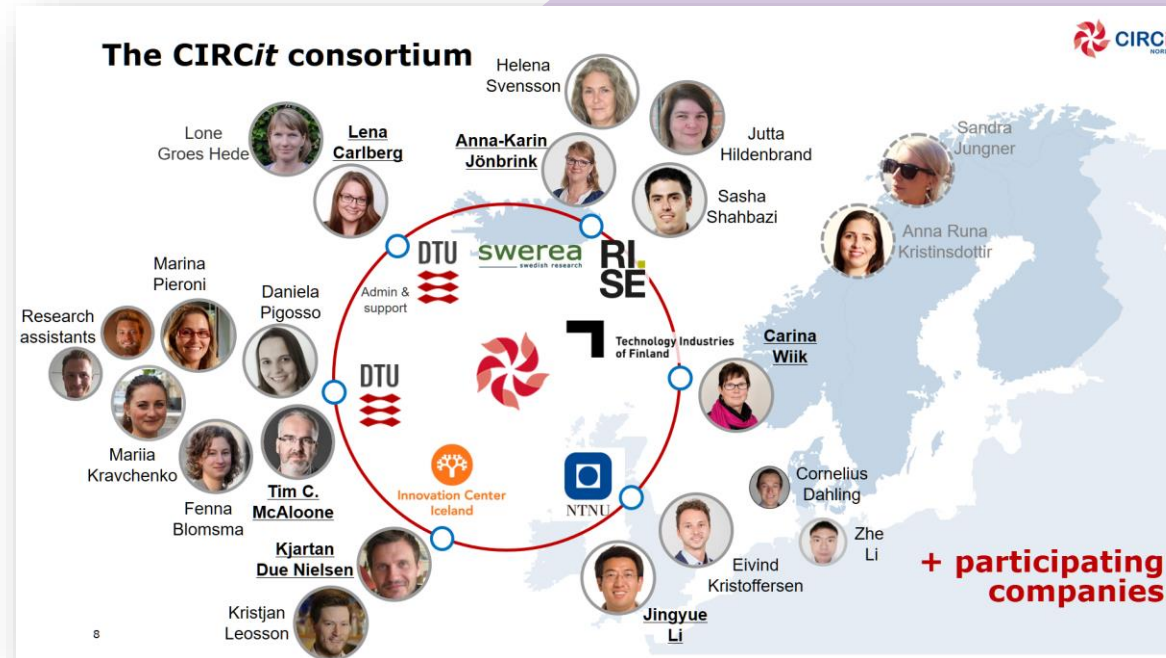 The CIRCit consortium
CIRC
NOR
Helena
Svensson
Lone
Groes Hede
Lena
Carlberg
Anna-Karin
Jönbrink
Jutta
Hildenbrand
Sandra
Jungner
Sasha
Shahbazi
Anna Runa
Kristinsdottir
DTU
Admin &
support
swerea
swedish research
RI.
SE
Marina
Pieroni
Daniela
Pigosso
Research
assistants
Technology Industries
of Finland
Carina
Wiik
DTU
Mariia
Kravchenko
Fenna
Blomsma
Tim C.
McAloone
Innovation Center
Iceland
NTNU
Cornelius
Dahling
Zhe
Li
Kjartan
Due Nielsen
Eivind
Kristoffersen
Jingyue
Li
Kristjan
Leosson
+ participating
companies
8